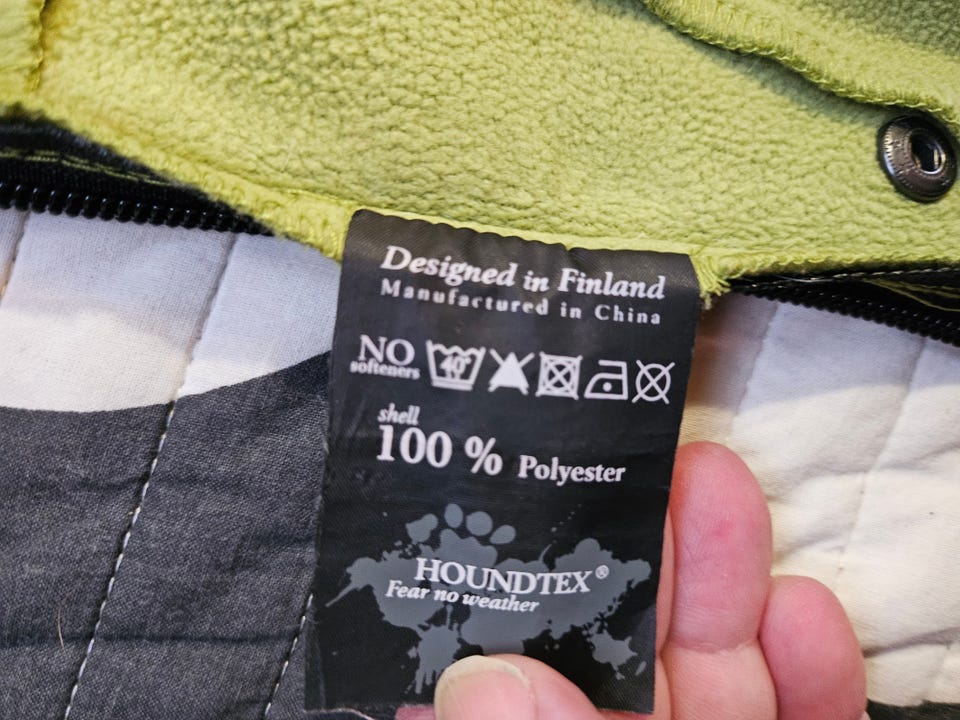 Designed in Finland
Manufactured in China
NO
softeners
40°
shell
100 % Polyester
HOUNDTEX®
Fear no weather